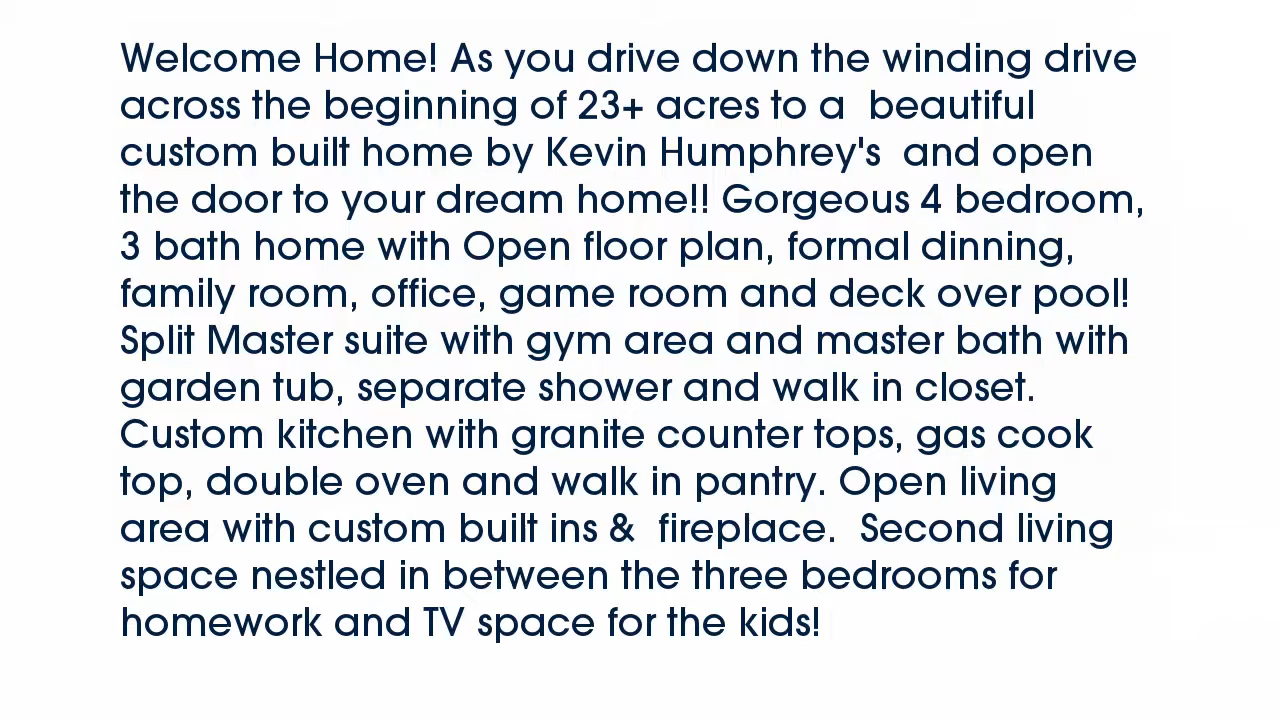 Welcome Home! As you drive down the winding drive
across the beginning of 23+ acres to a  beautiful
custom built home by Kevin Humphrey's  and open
the door to your dream home!! Gorgeous 4 bedroom,
3 bath home with Open floor plan, formal dinning,
family room, office, game room and deck over pool!
Split Master suite with gym area and master bath with
garden tub, separate shower and walk in closet.
Custom kitchen with granite counter tops, gas cook
top, double oven and walk in pantry. Open living
area with custom built ins &  fireplace.  Second living
space nestled in between the three bedrooms for
homework and TV space for the kids!